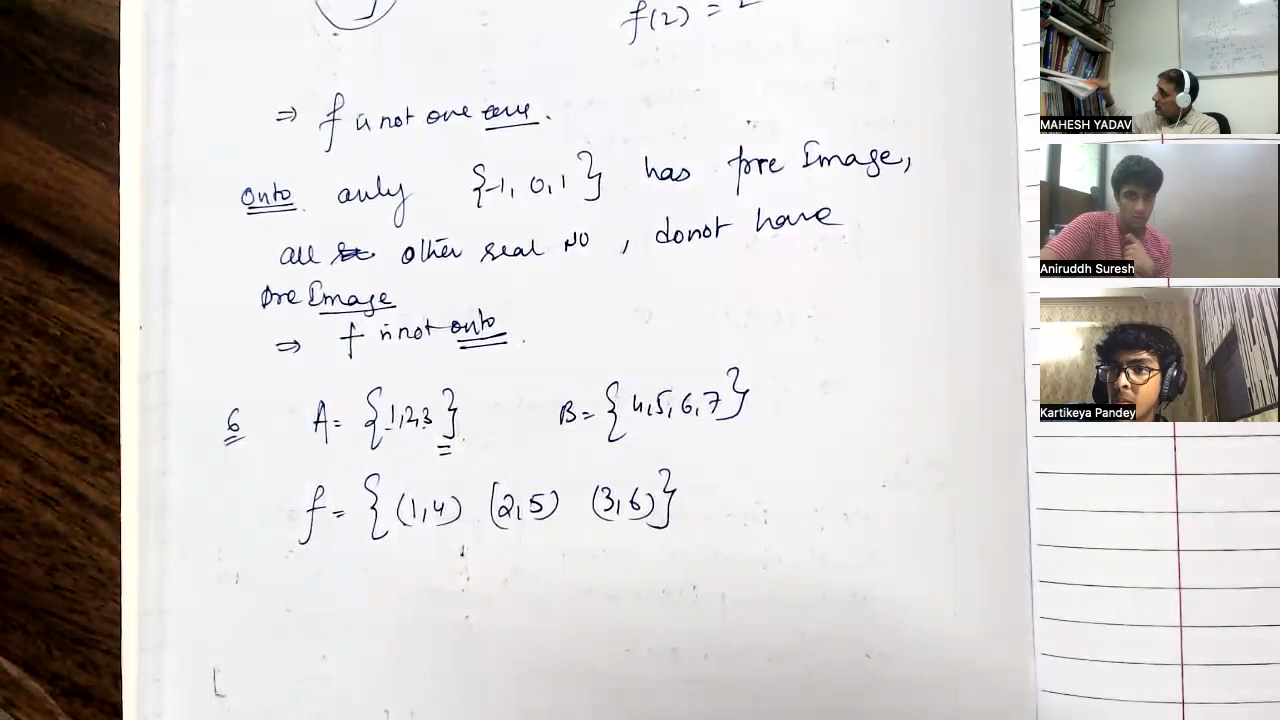 f(2) = 2
⇒ f is not one one.
Onto. only {-1, 0, 1} has pre Image,
all other real NO, donot have
pre Image
⇒ f is not onto.
6 A = {1,2,3} B = {4,5,6,7}
f = {(1,4) (2,5) (3,6)}
MAHESH YADAV
Aniruddh Suresh
Kartikeya Pandey